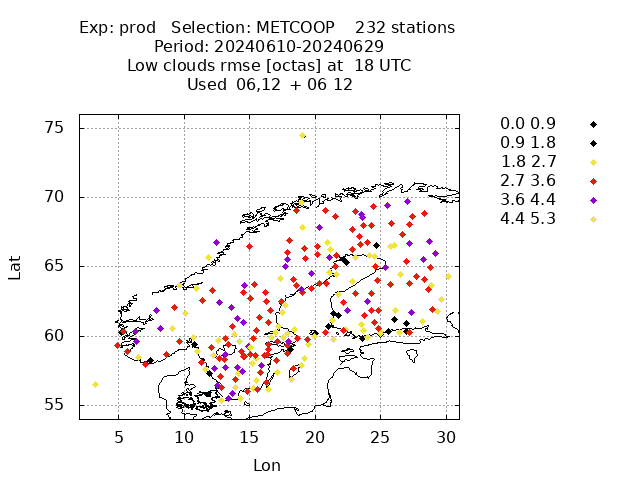 Exp: prod   Selection: METCOOP    232 stations
Period: 20240610-20240629
Low clouds rmse [octas] at  18 UTC
Used  06,12  + 06 12
0.0 0.9
0.9 1.8
1.8 2.7
2.7 3.6
3.6 4.4
4.4 5.3
75
70
65
60
55
Lat
5 10 15 20 25 30
Lon